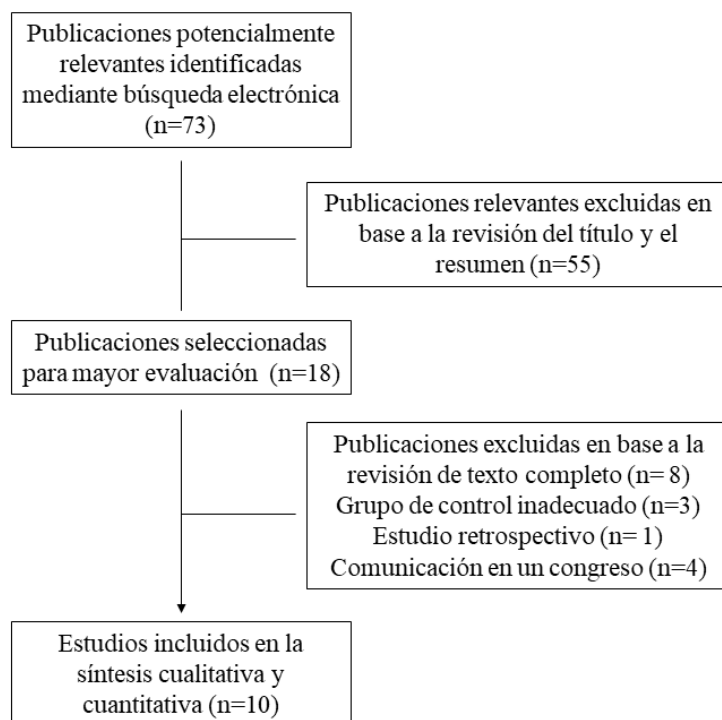 Publicaciones potencialmente
relevantes identificadas
mediante búsqueda electrónica
(n=73)
Publicaciones relevantes excluidas en
base a la revisión del título y el
resumen (n=55)
Publicaciones seleccionadas
para mayor evaluación (n=18)
Publicaciones excluidas en base a la
revisión de texto completo (n= 8)
Grupo de control inadecuado (n=3)
Estudio retrospectivo (n= 1)
Comunicación en un congreso (n=4)
Estudios incluidos en la
síntesis cualitativa y
cuantitativa (n=10)